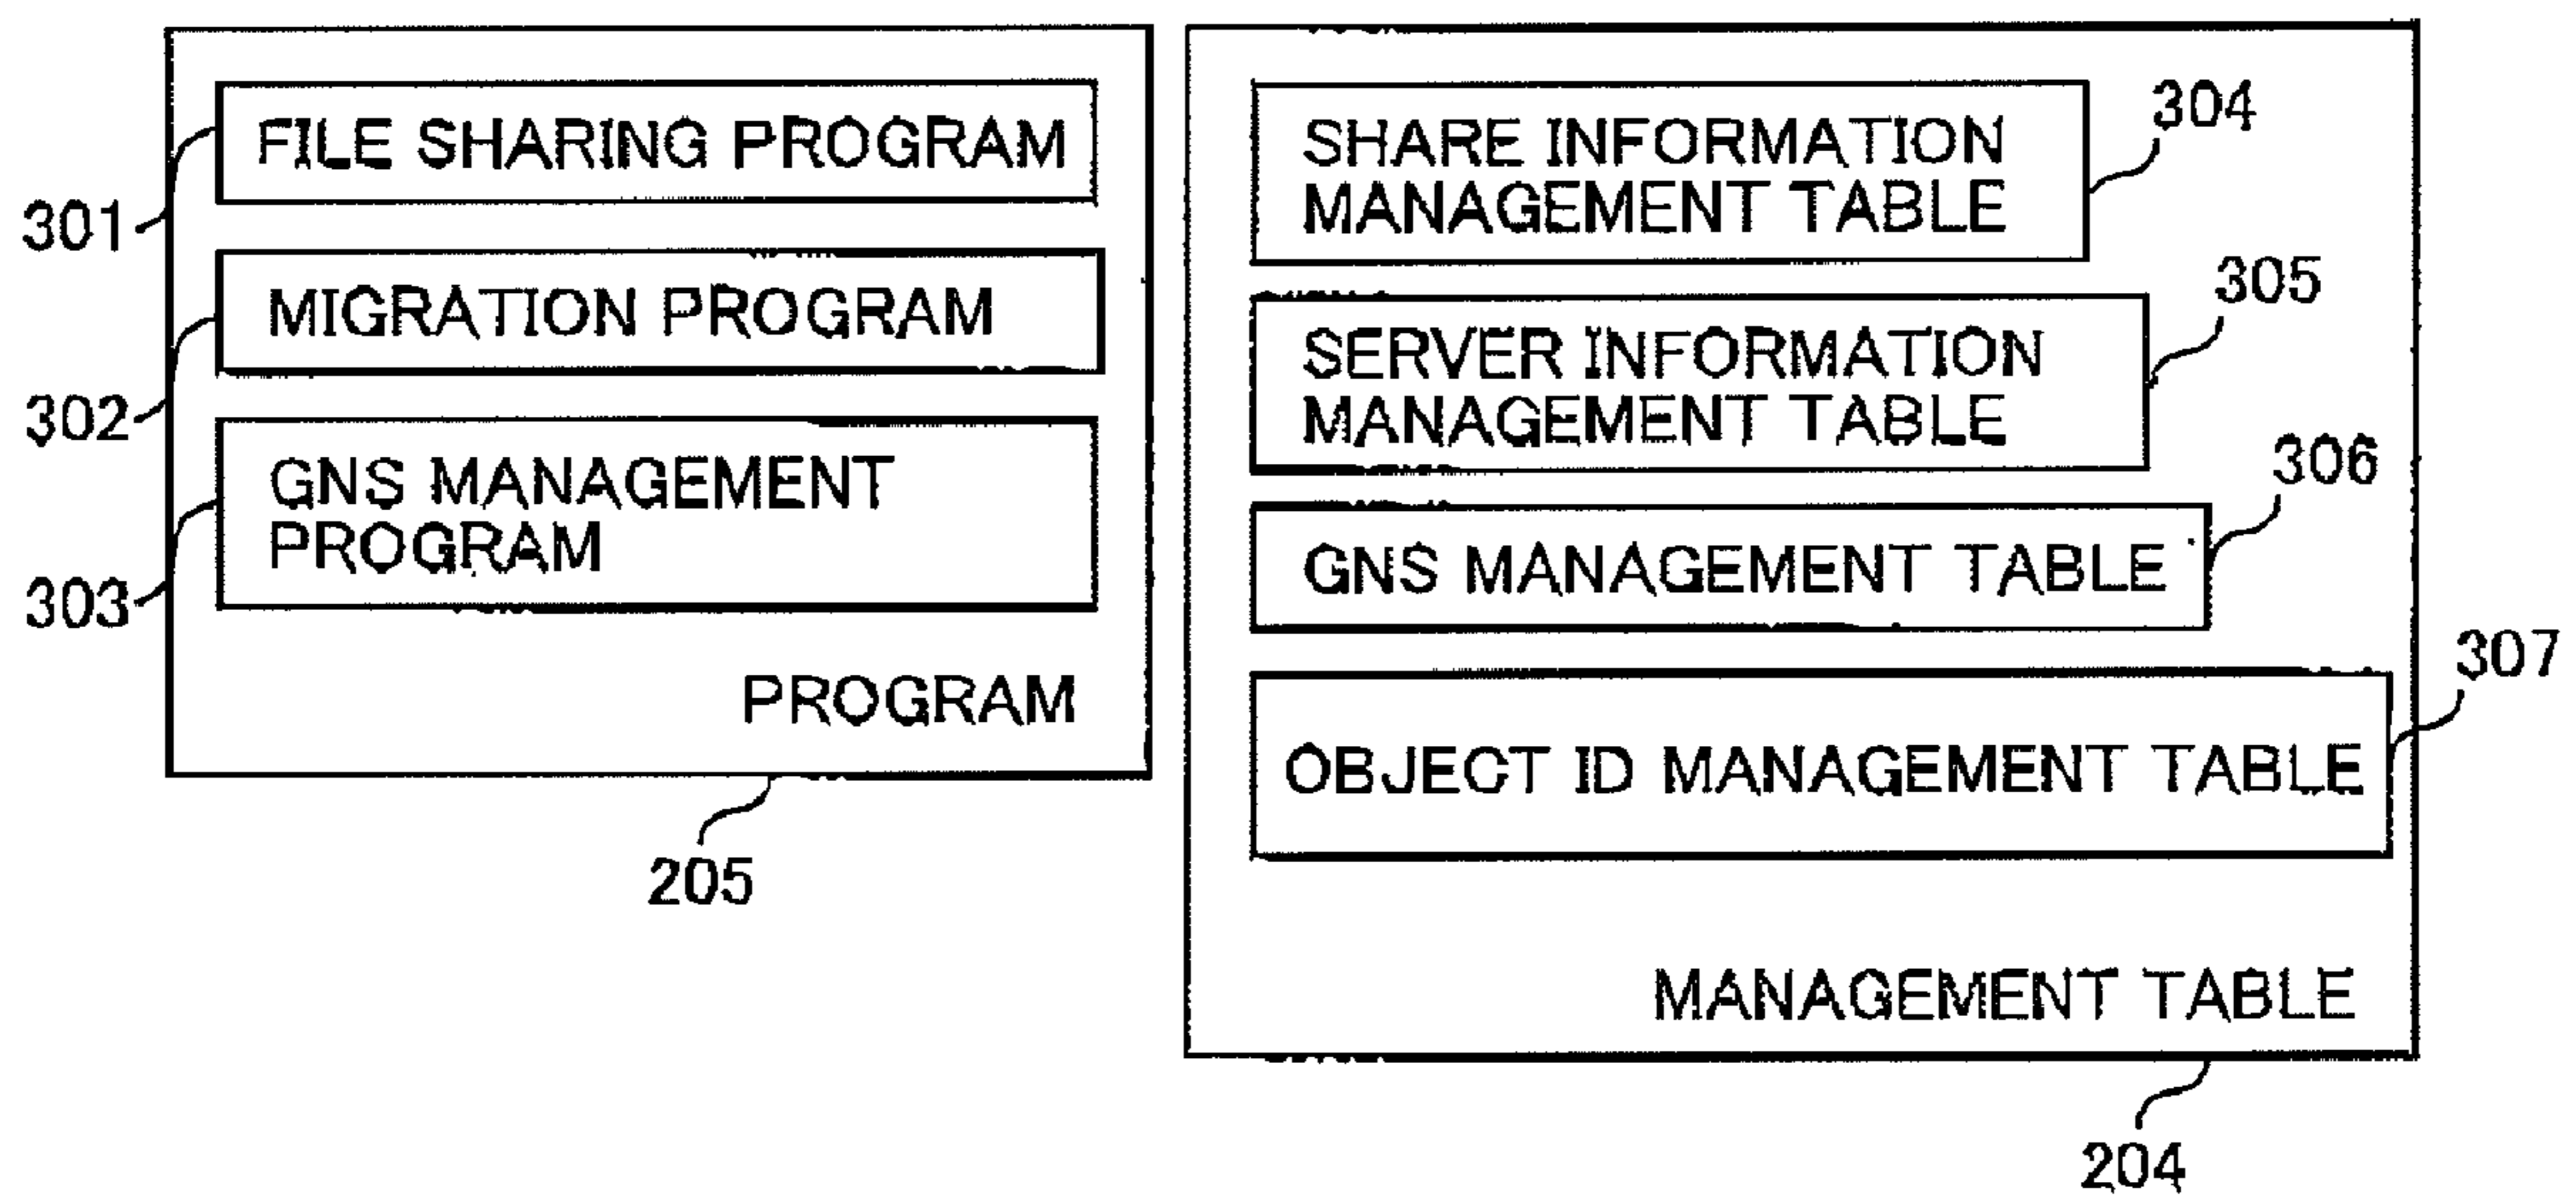 FILE SHARING PROGRAM
301
MIGRATION PROGRAM
302
GNS MANAGEMENT
PROGRAM
303
PROGRAM
205
SHARE INFORMATION
MANAGEMENT TABLE
304
SERVER INFORMATION
MANAGEMENT TABLE
305
GNS MANAGEMENT TABLE
306
OBJECT ID MANAGEMENT TABLE
307
MANAGEMENT TABLE
204